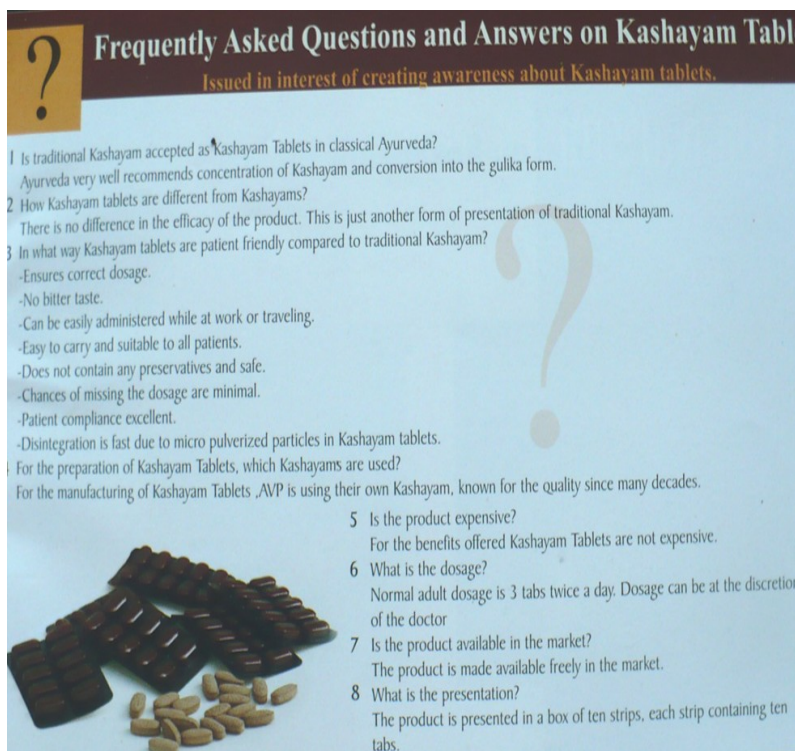 ?
Frequently Asked Questions and Answers on Kashayam Tabl
Issued in interest of creating awareness about Kashayam tablets.
1 Is traditional Kashayam accepted as Kashayam Tablets in classical Ayurveda?
Ayurveda very well recommends concentration of Kashayam and conversion into the gulika form.
2 How Kashayam tablets are different from Kashayams?
There is no difference in the efficacy of the product. This is just another form of presentation of traditional Kashayam.
3 In what way Kashayam tablets are patient friendly compared to traditional Kashayam?
-Ensures correct dosage.
-No bitter taste.
-Can be easily administered while at work or traveling.
-Easy to carry and suitable to all patients.
-Does not contain any preservatives and safe.
-Chances of missing the dosage are minimal.
-Patient compliance excellent.
-Disintegration is fast due to micro pulverized particles in Kashayam tablets.
For the preparation of Kashayam Tablets, which Kashayams are used?
For the manufacturing of Kashayam Tablets ,AVP is using their own Kashayam, known for the quality since many decades.
5 Is the product expensive?
For the benefits offered Kashayam Tablets are not expensive.
6 What is the dosage?
Normal adult dosage is 3 tabs twice a day. Dosage can be at the discretion
of the doctor
7 Is the product available in the market?
The product is made available freely in the market.
8 What is the presentation?
The product is presented in a box of ten strips, each strip containing ten
tabs.
?